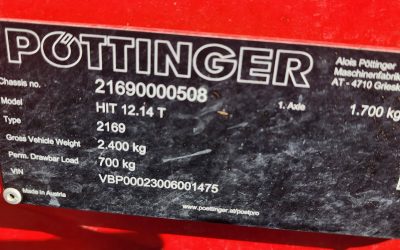 PÖTTINGER
Alois Pöttinger
Maschinenfabrik
AT - 4710 Griesk
Chassis no. 21690000508
Model HIT 12.14 T 1. Axle 1.700 kg
Type 2169
Gross Vehicle Weight 2.400 kg
Perm. Drawbar Load 700 kg
VIN VBP00023006001475
Made in Austria
www.poettinger.at/postpro